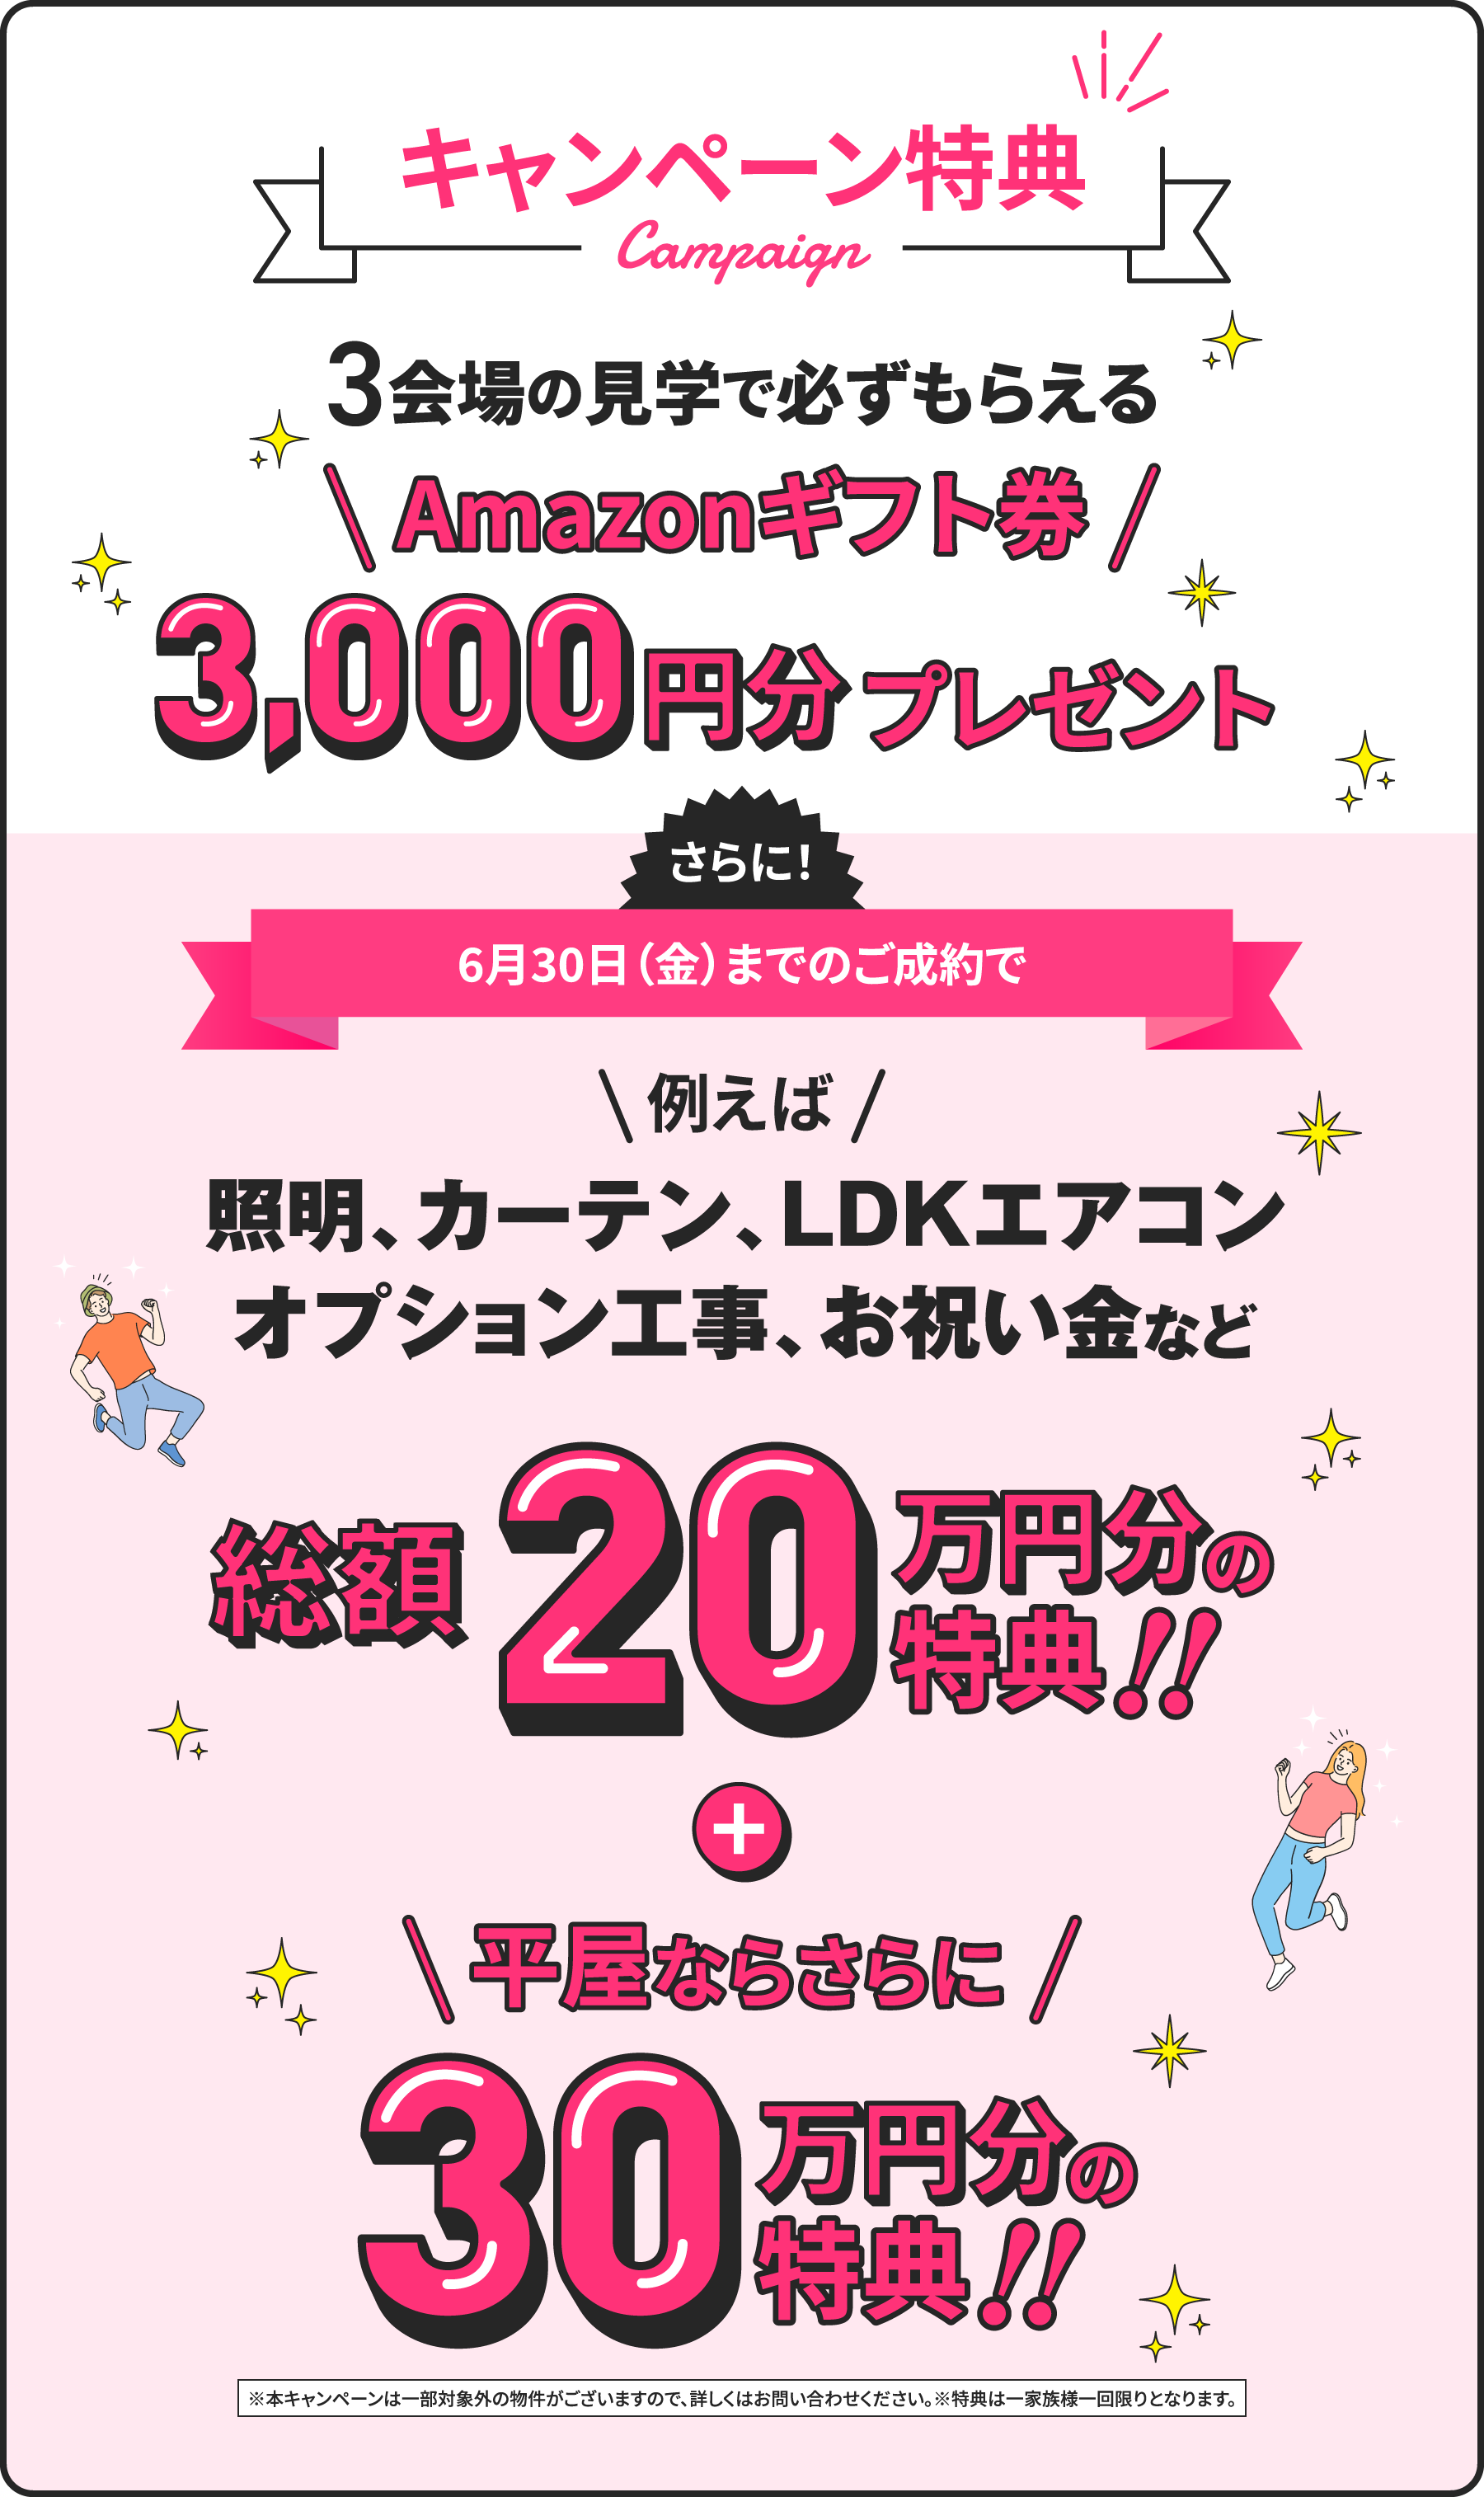 キャンペーン特典
Campaign
3会場の見学で必ずもらえる
Amazonギフト券
3,000円分プレゼント
さらに!
6月30日(金)までのご成約で
例えば
照明、カーテン、LDKエアコン
オプション工事、お祝い金など
総額20万円分の
特典!!
+
平屋ならさらに
30万円分の
特典!!
※本キャンペーンは一部対象外の物件がございますので、詳しくはお問い合わせください。※特典は一家族様一回限りとなります。